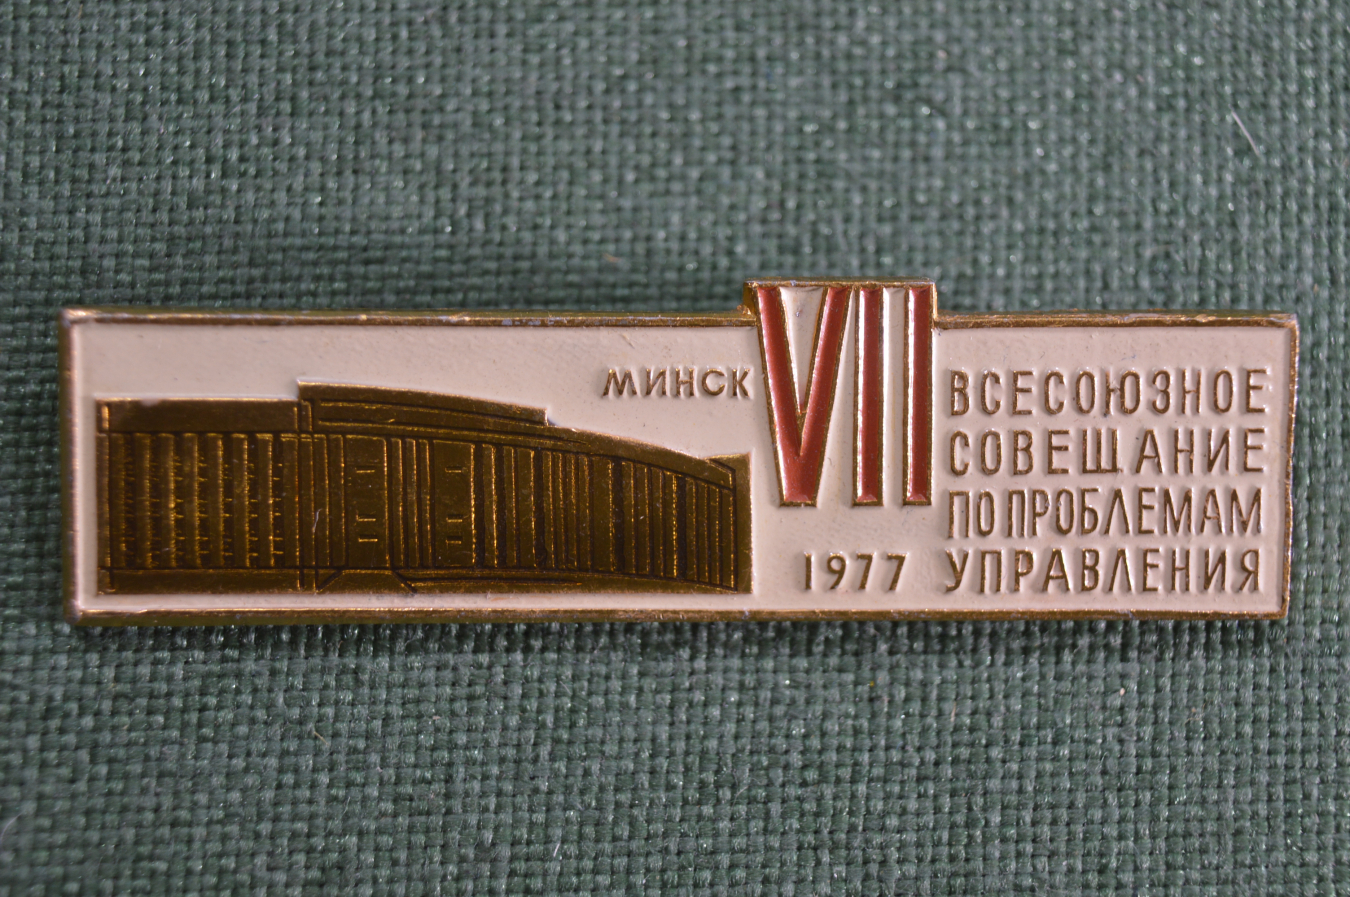 МИНСК
VII
ВСЕСОЮЗНОЕ
СОВЕЩАНИЕ
ПО ПРОБЛЕМАМ
УПРАВЛЕНИЯ
1977